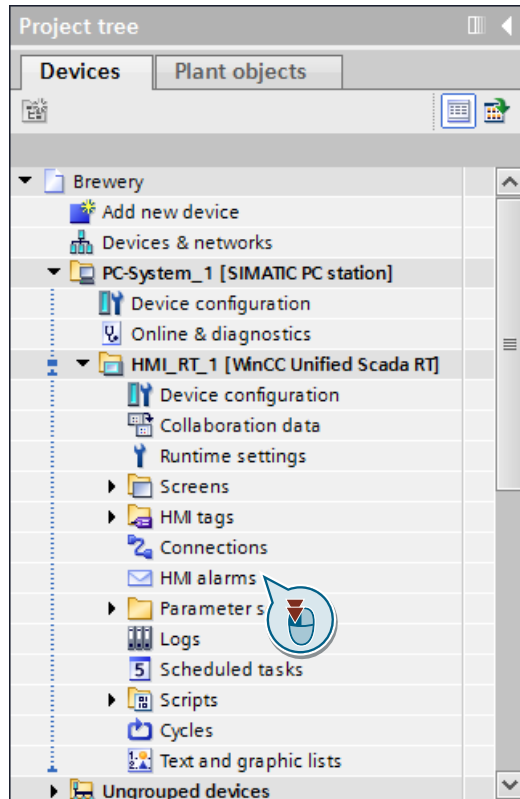 Project tree
Devices
Plant objects
Brewery
Add new device
Devices & networks
PC-System_1 [SIMATIC PC station]
Device configuration
Online & diagnostics
HMI_RT_1 [WinCC Unified Scada RT]
Device configuration
Collaboration data
Runtime settings
Screens
HMI tags
Connections
HMI alarms
Parameter s
Logs
5 Scheduled tasks
Scripts
Cycles
Text and graphic lists
Ungrouped devices